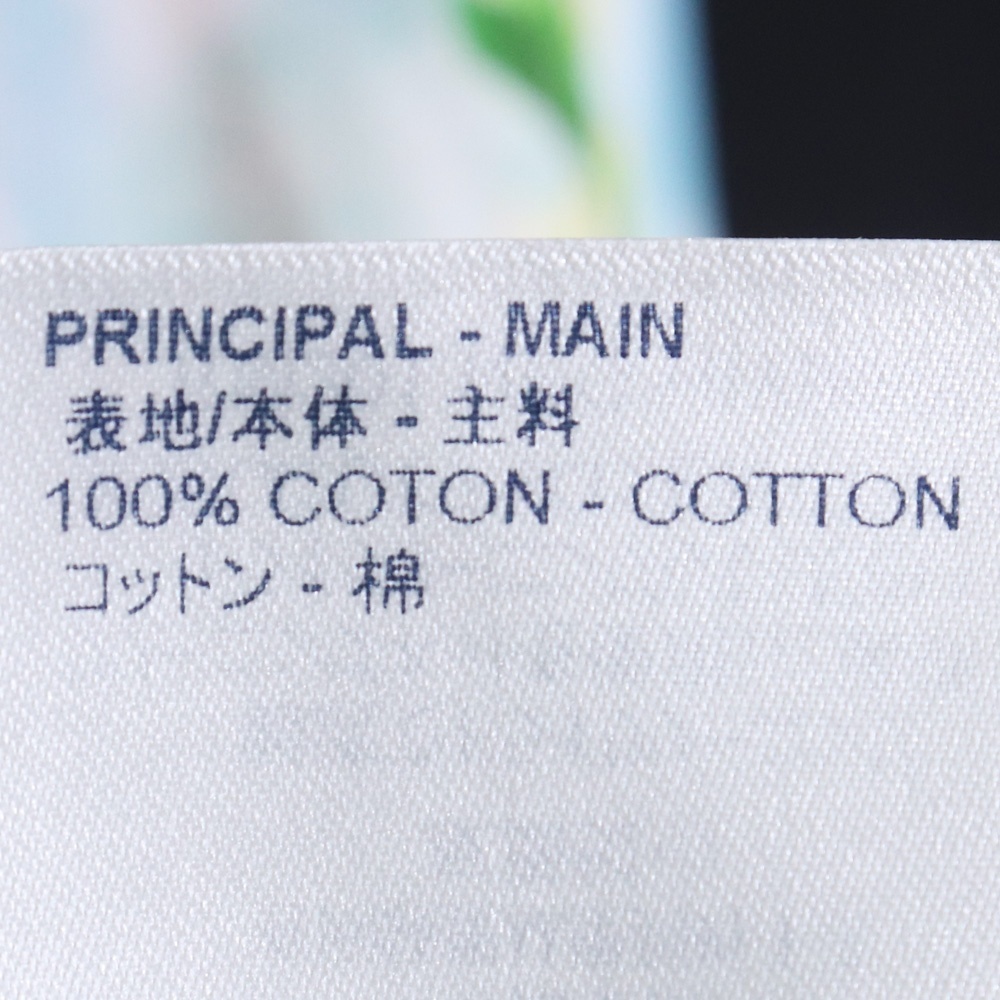 PRINCIPAL - MAIN
表地/本体 - 主料
100% COTON - COTTON
コットン - 棉